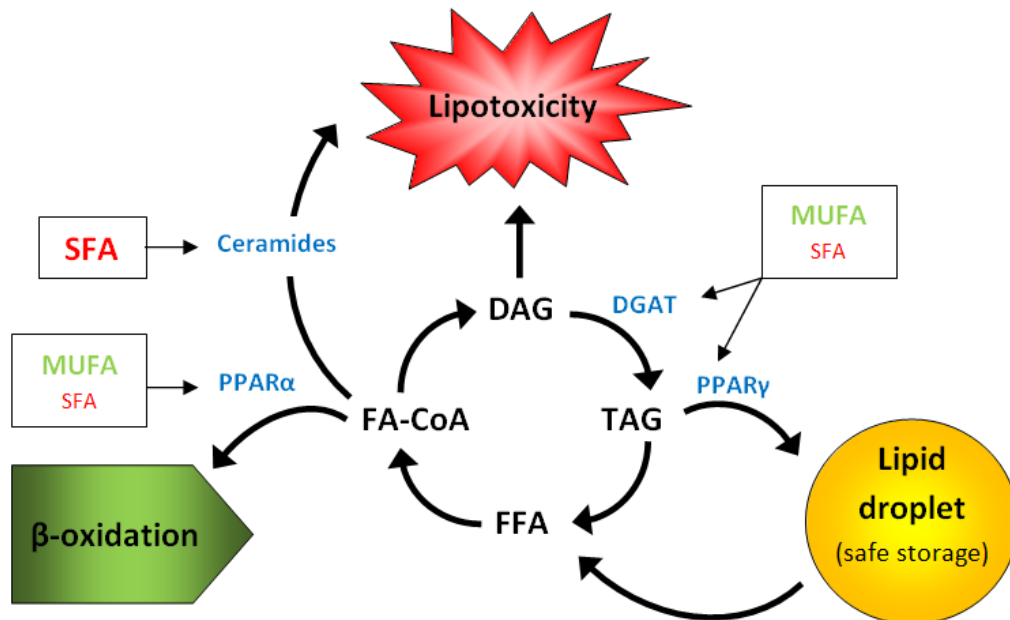 Lipotoxicity
MUFA
SFA
SFA
Ceramides
DAG
DGAT
MUFA
SFA
PPARα
PPARγ
FA-CoA
TAG
Lipid
droplet
(safe storage)
β-oxidation
FFA